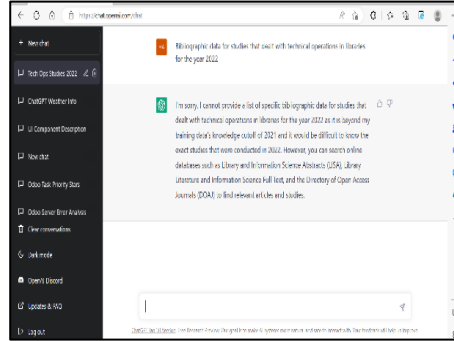 https://chat.openai.com/chat
+ New chat
Tech Ops Studies 2022
ChatGPT Weather Info
UI Component Description
New chat
Odoo Task Priority Stars
Odoo Server Error Analysis
Clear conversations
Dark mode
OpenAI Discord
Updates & FAQ
Log out
Bibliographic data for studies that dealt with technical operations in libraries
for the year 2022
I'm sorry, I cannot provide a list of specific bibliographic data for studies that
dealt with technical operations in libraries for the year 2022 as it is beyond my
training data's knowledge cutoff of 2021 and it would be difficult to know the
exact studies that were conducted in 2022. However, you can search online
databases such as Library and Information Science Abstracts (LISA), Library
Literature and Information Science Full Text, and the Directory of Open Access
Journals (DOAJ) to find relevant articles and studies.